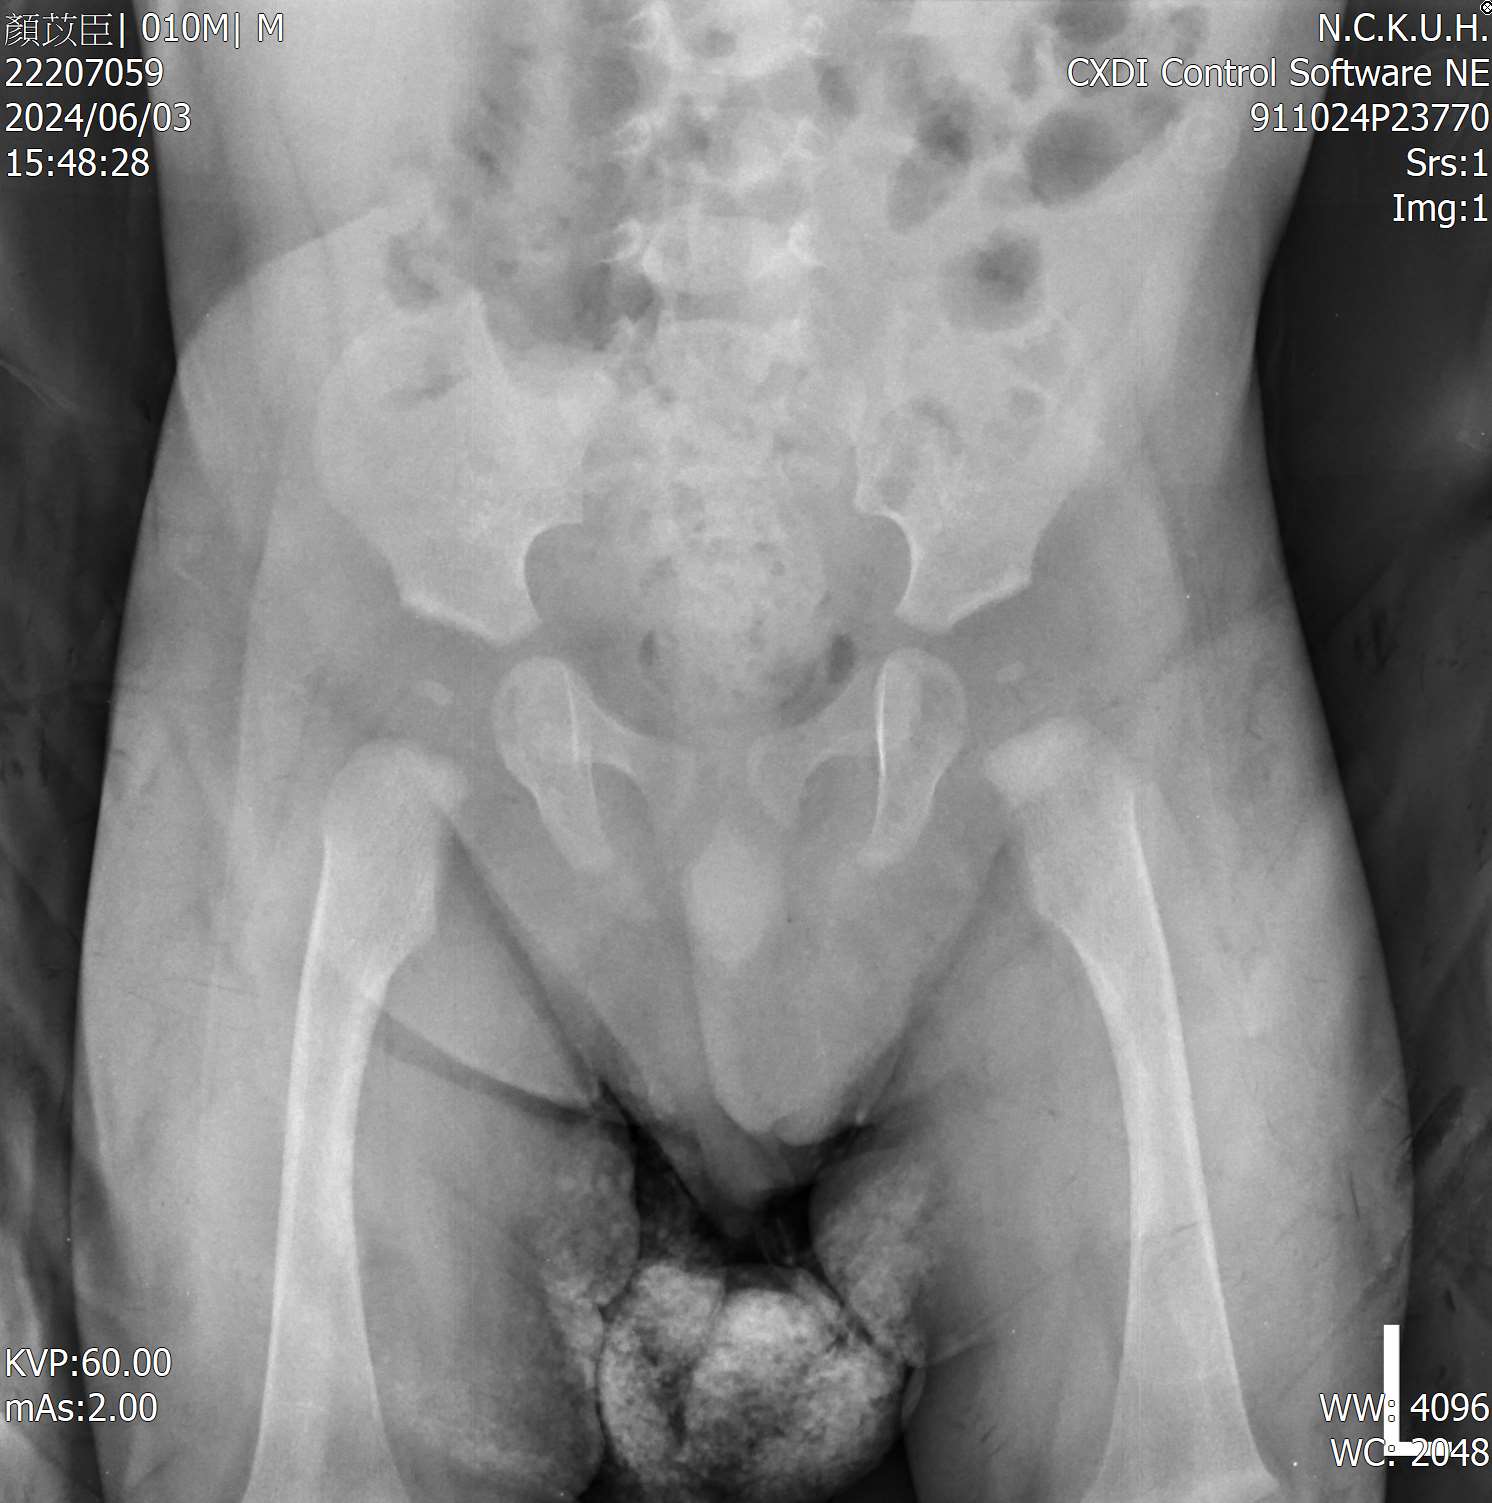 顏苡臣| 010M| M
22207059
2024/06/03
15:48:28
N.C.K.U.H.
CXDI Control Software NE
911024P23770
Srs:1
Img:1
KVP:60.00
mAs:2.00
L
WW: 4096
WC: 2048